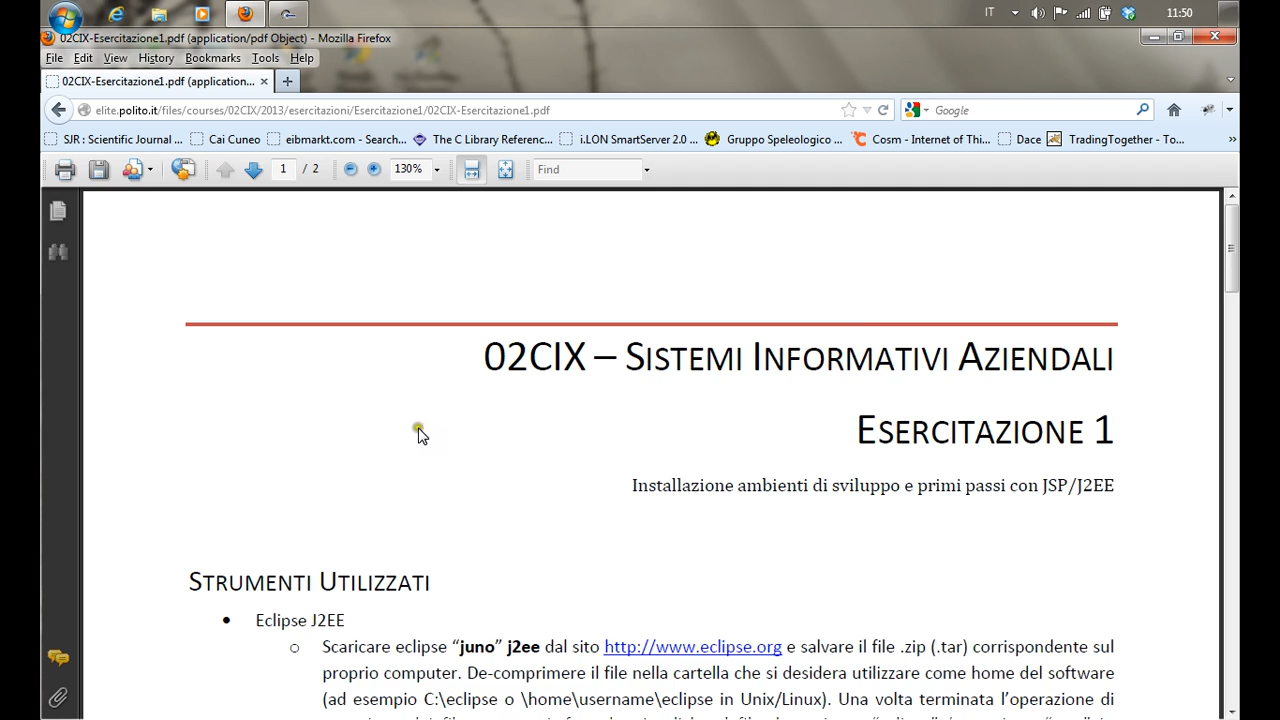 IT 11:50
02CIX-Esercitazione1.pdf (application/pdf Object) - Mozilla Firefox
File Edit View History Bookmarks Tools Help
02CIX-Esercitazione1.pdf (application...
elite.polito.it/files/courses/02CIX/2013/esercitazioni/Esercitazione1/02CIX-Esercitazione1.pdf Google
SJR : Scientific Journal ... Cai Cuneo eibmarkt.com - Search... The C Library Referenc... i.LON SmartServer 2.0 ... Gruppo Speleologico ... Cosm - Internet of Thi... Dace TradingTogether - To...
1 / 2 130% Find
02CIX – Sistemi Informativi Aziendali
Esercitazione 1
Installazione ambienti di sviluppo e primi passi con JSP/J2EE
Strumenti Utilizzati
• Eclipse J2EE
o Scaricare eclipse “juno” j2ee dal sito http://www.eclipse.org e salvare il file .zip (.tar) corrispondente sul
proprio computer. De-comprimere il file nella cartella che si desidera utilizzare come home del software
(ad esempio C:\eclipse o \home\username\eclipse in Unix/Linux). Una volta terminata l’operazione di